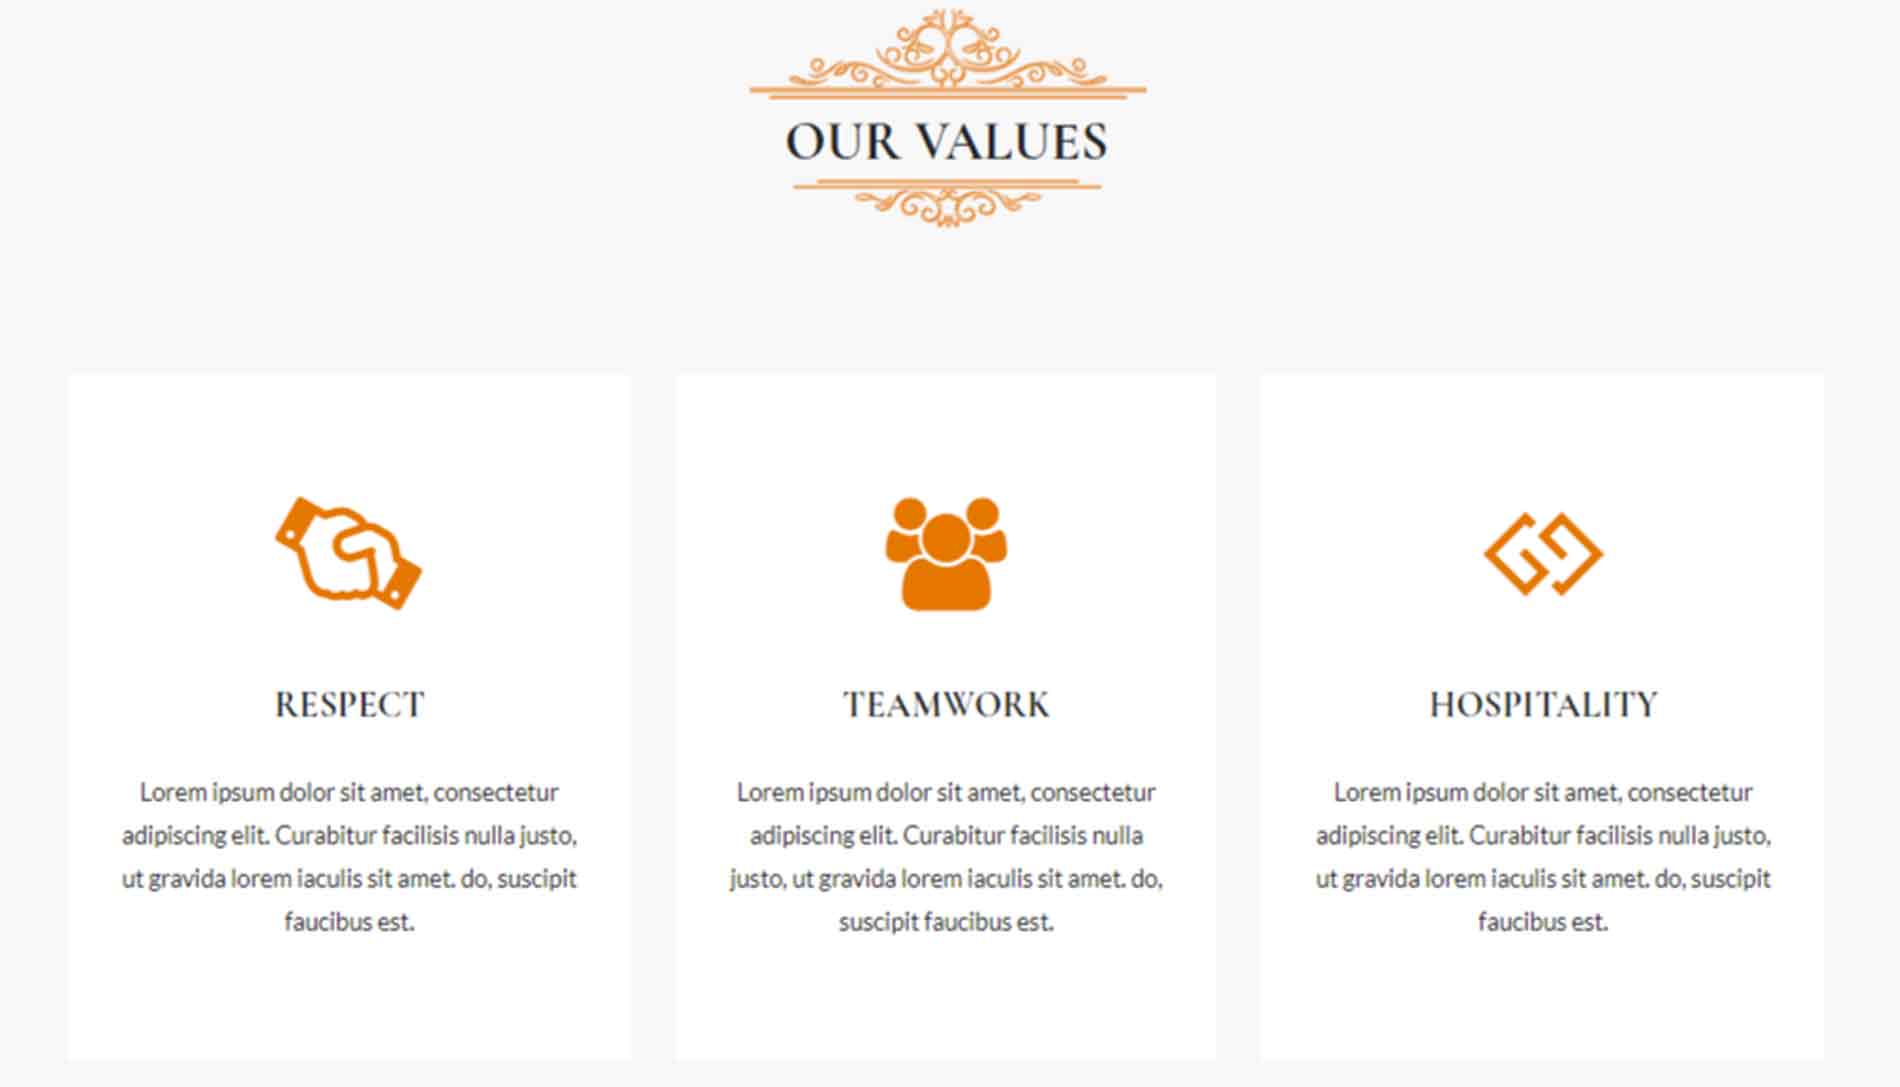 OUR VALUES
RESPECT
Lorem ipsum dolor sit amet, consectetur
adipiscing elit. Curabitur facilisis nulla justo,
ut gravida lorem iaculis sit amet. do, suscipit
faucibus est.
TEAMWORK
Lorem ipsum dolor sit amet, consectetur
adipiscing elit. Curabitur facilisis nulla
justo, ut gravida lorem iaculis sit amet. do,
suscipit faucibus est.
HOSPITALITY
Lorem ipsum dolor sit amet, consectetur
adipiscing elit. Curabitur facilisis nulla justo,
ut gravida lorem iaculis sit amet. do, suscipit
faucibus est.